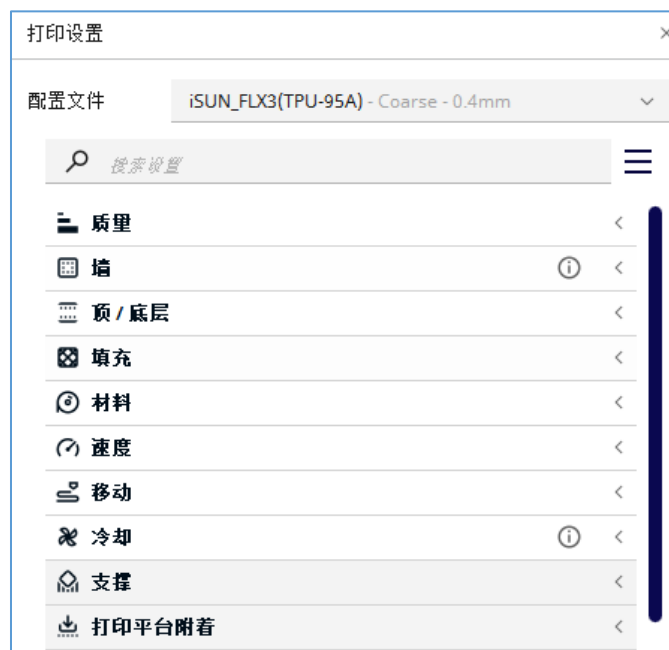 打印设置
配置文件 iSUN_FLX3(TPU-95A) - Coarse - 0.4mm
搜索设置
质量
墙
顶 / 底层
填充
材料
速度
移动
冷却
支撑
打印平台附着